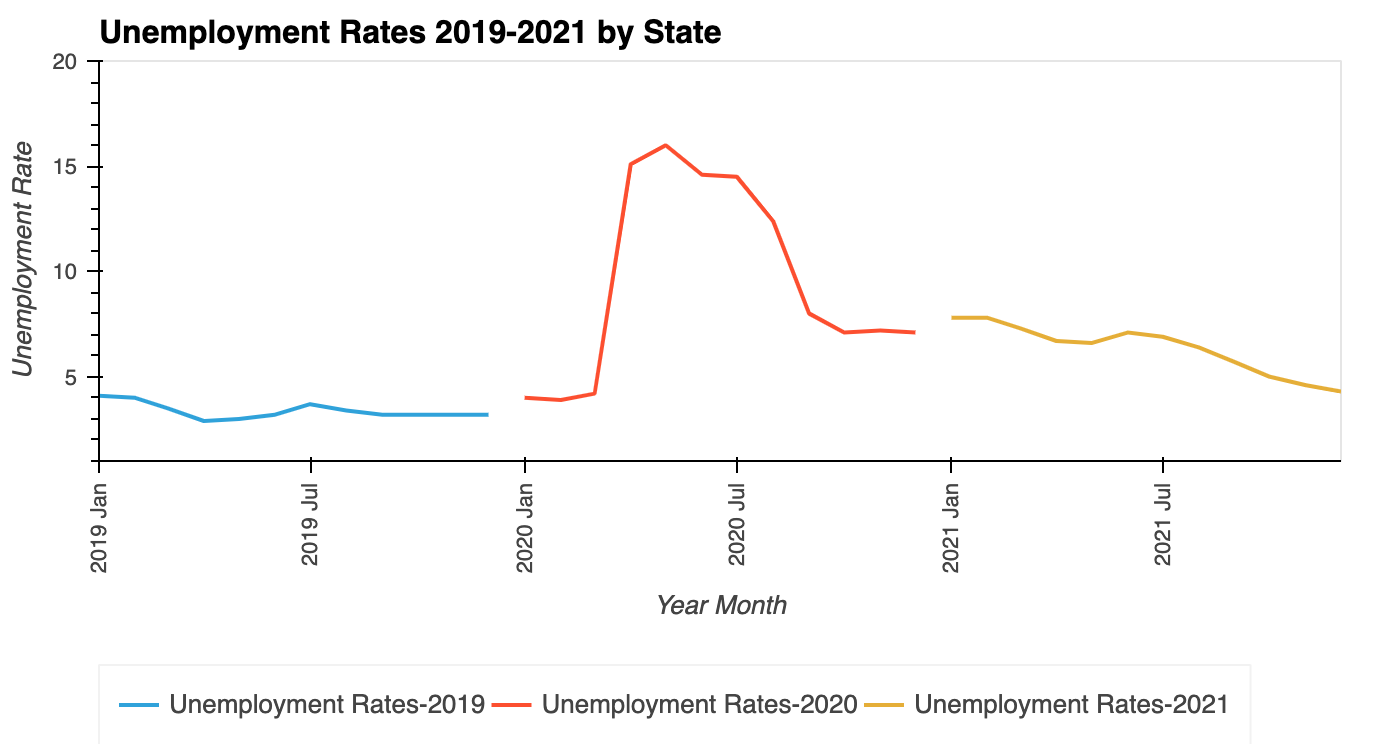 Unemployment Rates 2019-2021 by State
20
15
10
5
Unemployment Rate
2019 Jan
2019 Jul
2020 Jan
2020 Jul
2021 Jan
2021 Jul
Year Month
Unemployment Rates-2019 Unemployment Rates-2020 Unemployment Rates-2021